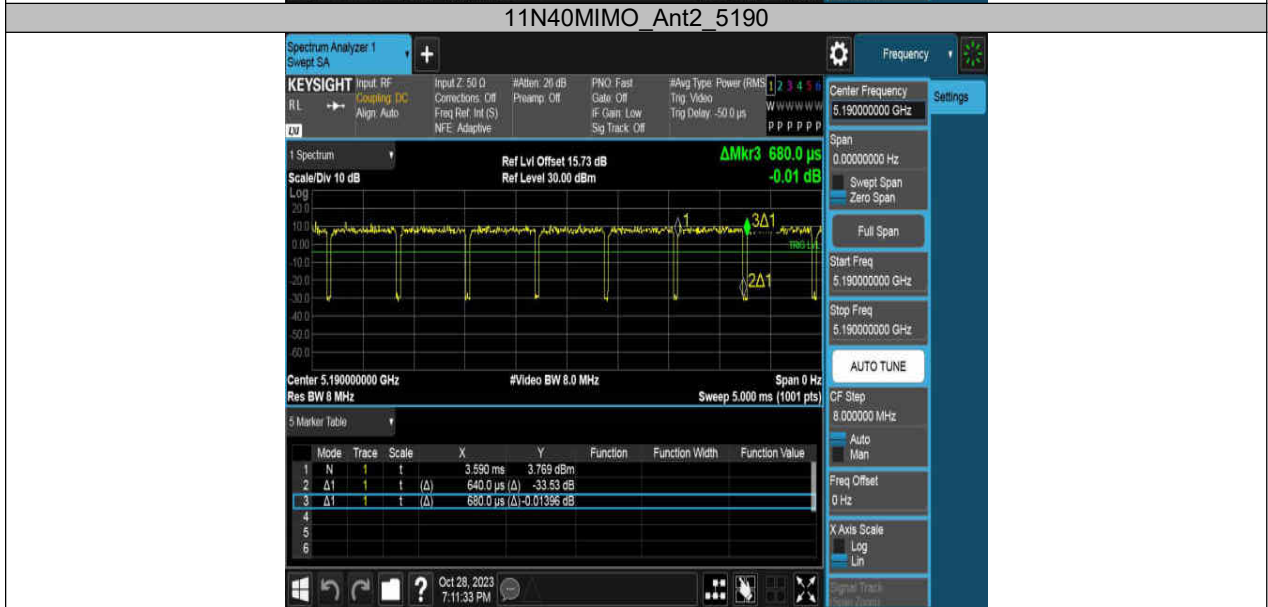 11N40MIMO_Ant2_5190
Spectrum Analyzer 1
Swept SA
+
Frequency
KEYSIGHT
RL
LXI
Input: RF
Coupling: DC
Align: Auto
Input Z: 50 Ω
Corrections: Off
Freq Ref: Int (S)
NFE: Adaptive
#Atten: 26 dB
Preamp: Off
PNO: Fast
Gate: Off
IF Gain: Low
Sig Track: Off
#Avg Type: Power (RMS
Trig: Video
Trig Delay: -50.0 µs
1 2 3 4 5 6
W W W W W W
P P P P P P
Center Frequency
5.190000000 GHz
Settings
1 Spectrum
Scale/Div 10 dB
Ref Lvl Offset 15.73 dB
Ref Level 30.00 dBm
ΔMkr3 680.0 µs
-0.01 dB
Span
0.00000000 Hz
Swept Span
Zero Span
Log
20.0
10.0
0.00
-10.0
-20.0
-30.0
-40.0
-50.0
-60.0
1
3Δ1
TRIG LVL
2Δ1
Full Span
Start Freq
5.190000000 GHz
Stop Freq
5.190000000 GHz
AUTO TUNE
Center 5.190000000 GHz
Res BW 8 MHz
#Video BW 8.0 MHz
Span 0 Hz
Sweep 5.000 ms (1001 pts)
CF Step
8.000000 MHz
Auto
Man
5 Marker Table
Mode Trace Scale X Y Function Function Width Function Value
1 N 1 t 3.590 ms 3.769 dBm
2 Δ1 1 t (Δ) 640.0 µs (Δ) -33.53 dB
3 Δ1 1 t (Δ) 680.0 µs (Δ) -0.01396 dB
4
5
6
Freq Offset
0 Hz
X Axis Scale
Log
Lin
Signal Track
?
Oct 28, 2023
7:11:33 PM